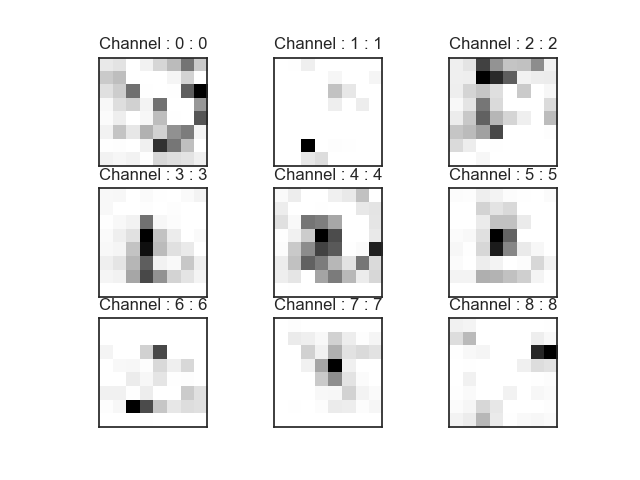 Channel : 0 : 0
Channel : 1 : 1
Channel : 2 : 2
Channel : 3 : 3
Channel : 4 : 4
Channel : 5 : 5
Channel : 6 : 6
Channel : 7 : 7
Channel : 8 : 8